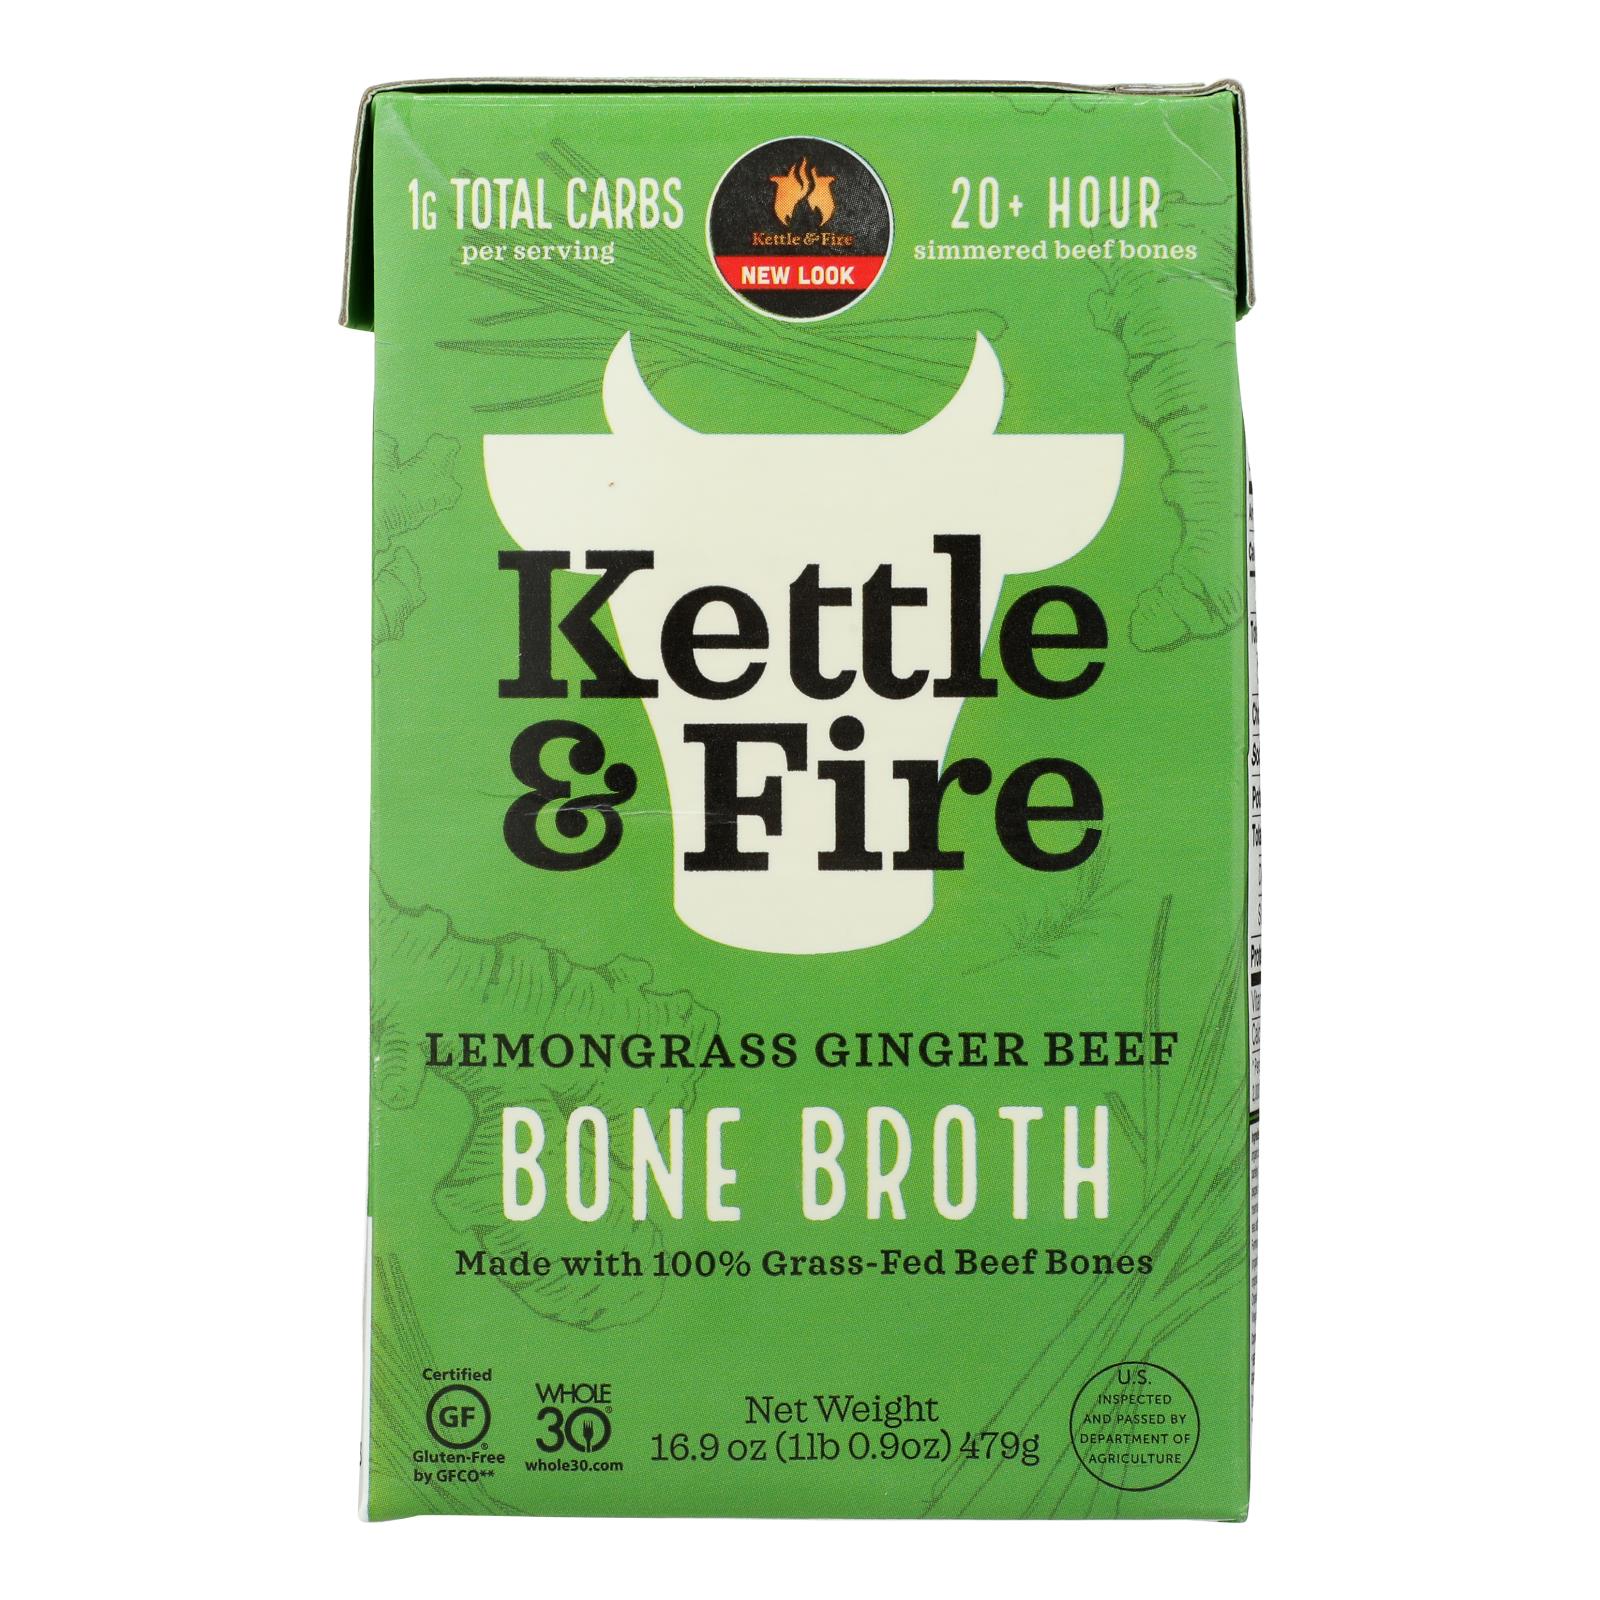 1G TOTAL CARBS
per serving
Kettle & Fire
NEW LOOK
20+ HOUR
simmered beef bones
Kettle
& Fire
LEMONGRASS GINGER BEEF
BONE BROTH
Made with 100% Grass-Fed Beef Bones
Certified
GF
®
Gluten-Free
by GFCO**
WHOLE
30®
whole30.com
Net Weight
16.9 oz (1lb 0.9oz) 479g
U.S.
INSPECTED
AND PASSED BY
DEPARTMENT OF
AGRICULTURE